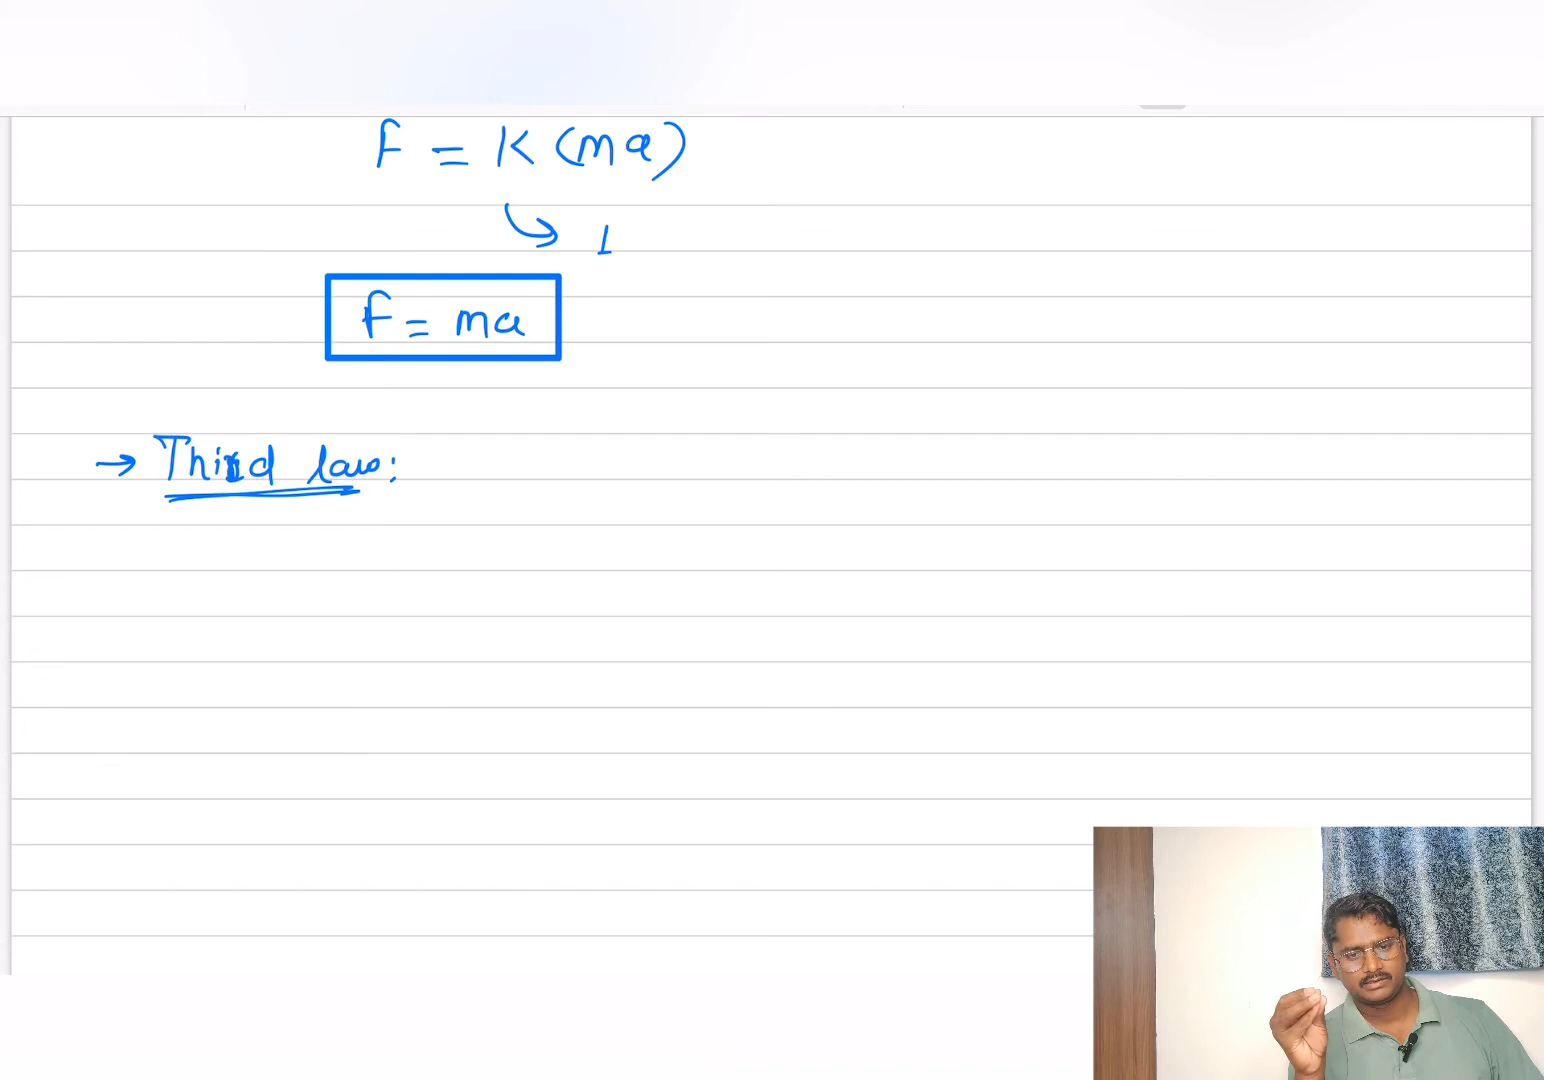 F = K (ma)
↳ 1
F = ma
→ Third law: